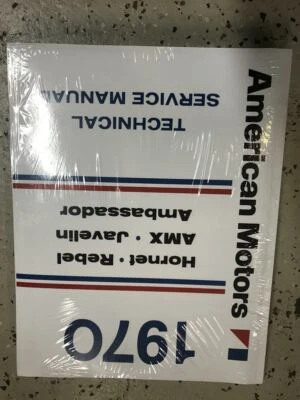 American Motors
1970
Hornet • Rebel
AMX • Javelin
Ambassador
TECHNICAL
SERVICE MANUAL